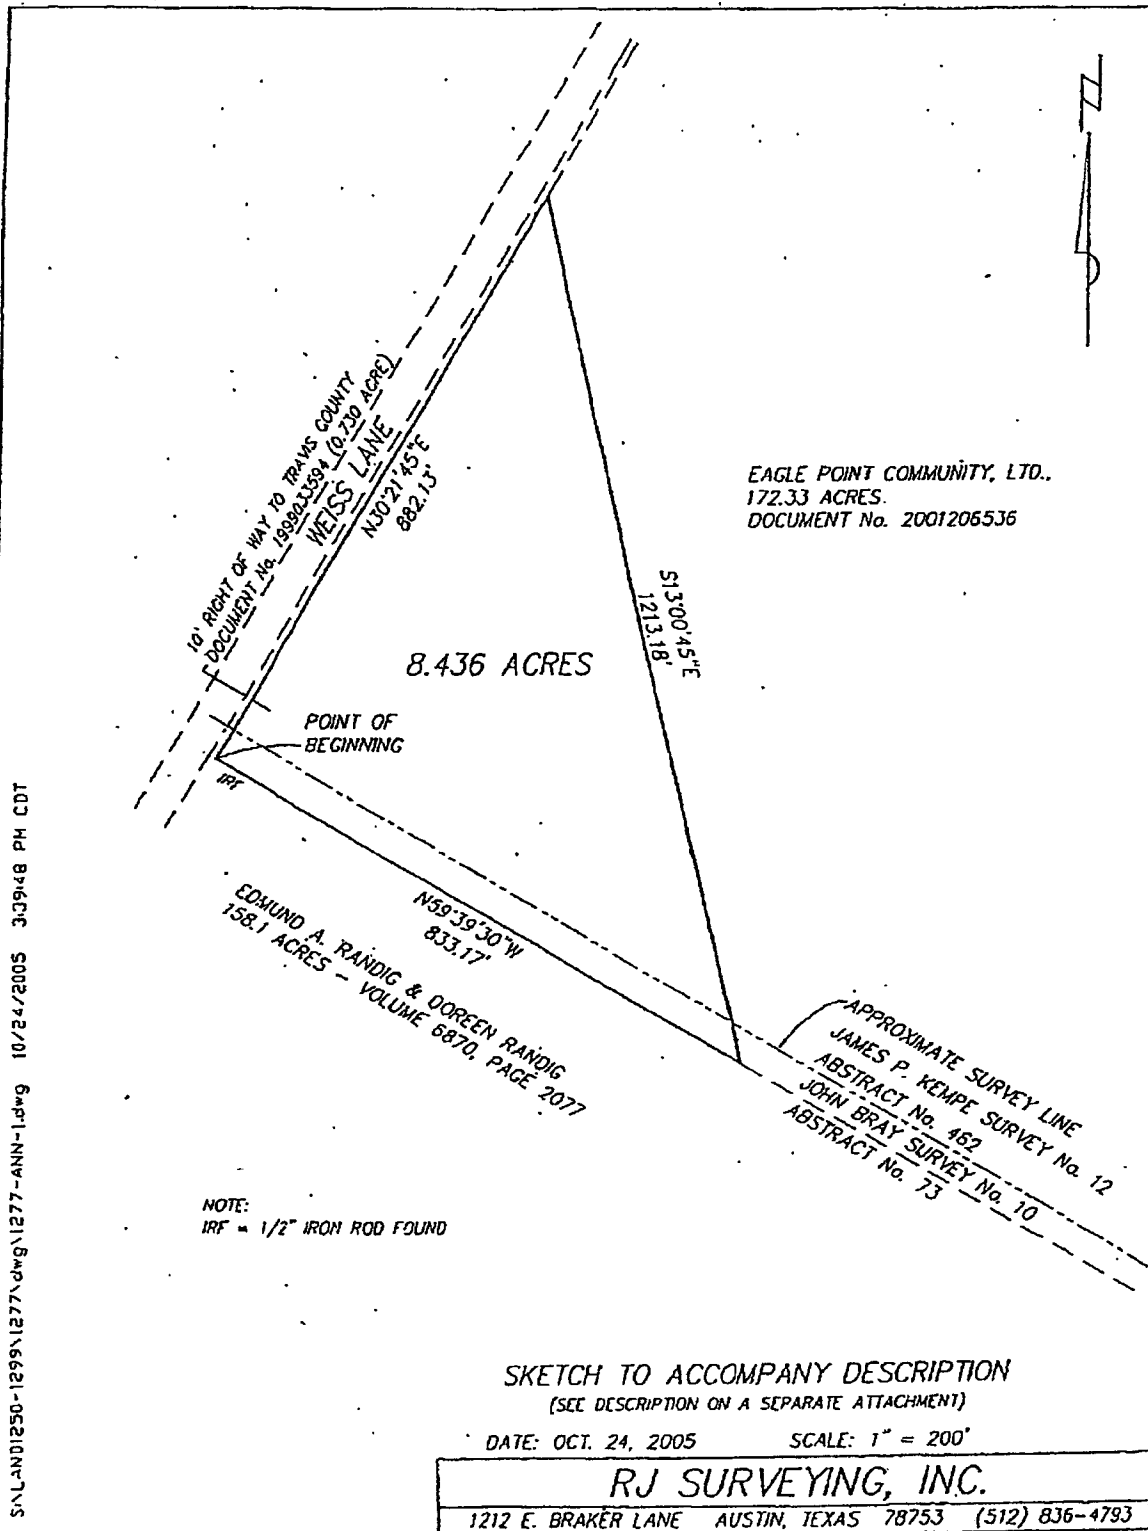 N
10' RIGHT OF WAY TO TRAVIS COUNTY
DOCUMENT No. 1999033594 (0.730 ACRE)
WEISS LANE
N30°21'45"E
882.13'
EAGLE POINT COMMUNITY, LTD..
172.33 ACRES.
DOCUMENT No. 2001206536
S13°00'45"E
1213.18'
8.436 ACRES
POINT OF
BEGINNING
IRF
N59°39'30"W
833.17'
EDMUND A. RANDIG & DOREEN RANDIG
158.1 ACRES - VOLUME 6870, PAGE 2077
APPROXIMATE SURVEY LINE
JAMES P. KEMPE SURVEY No. 12
ABSTRACT No. 462
JOHN BRAY SURVEY No. 10
ABSTRACT No. 73
NOTE:
IRF = 1/2" IRON ROD FOUND
S:\LAND1250-1299\1277\dwg\1277-ANN-1.dwg 10/24/2005 3:39:48 PM CDT
SKETCH TO ACCOMPANY DESCRIPTION
(SEE DESCRIPTION ON A SEPARATE ATTACHMENT)
DATE: OCT. 24, 2005 SCALE: 1" = 200'
RJ SURVEYING, INC.
1212 E. BRAKER LANE AUSTIN, TEXAS 78753 (512) 836-4793